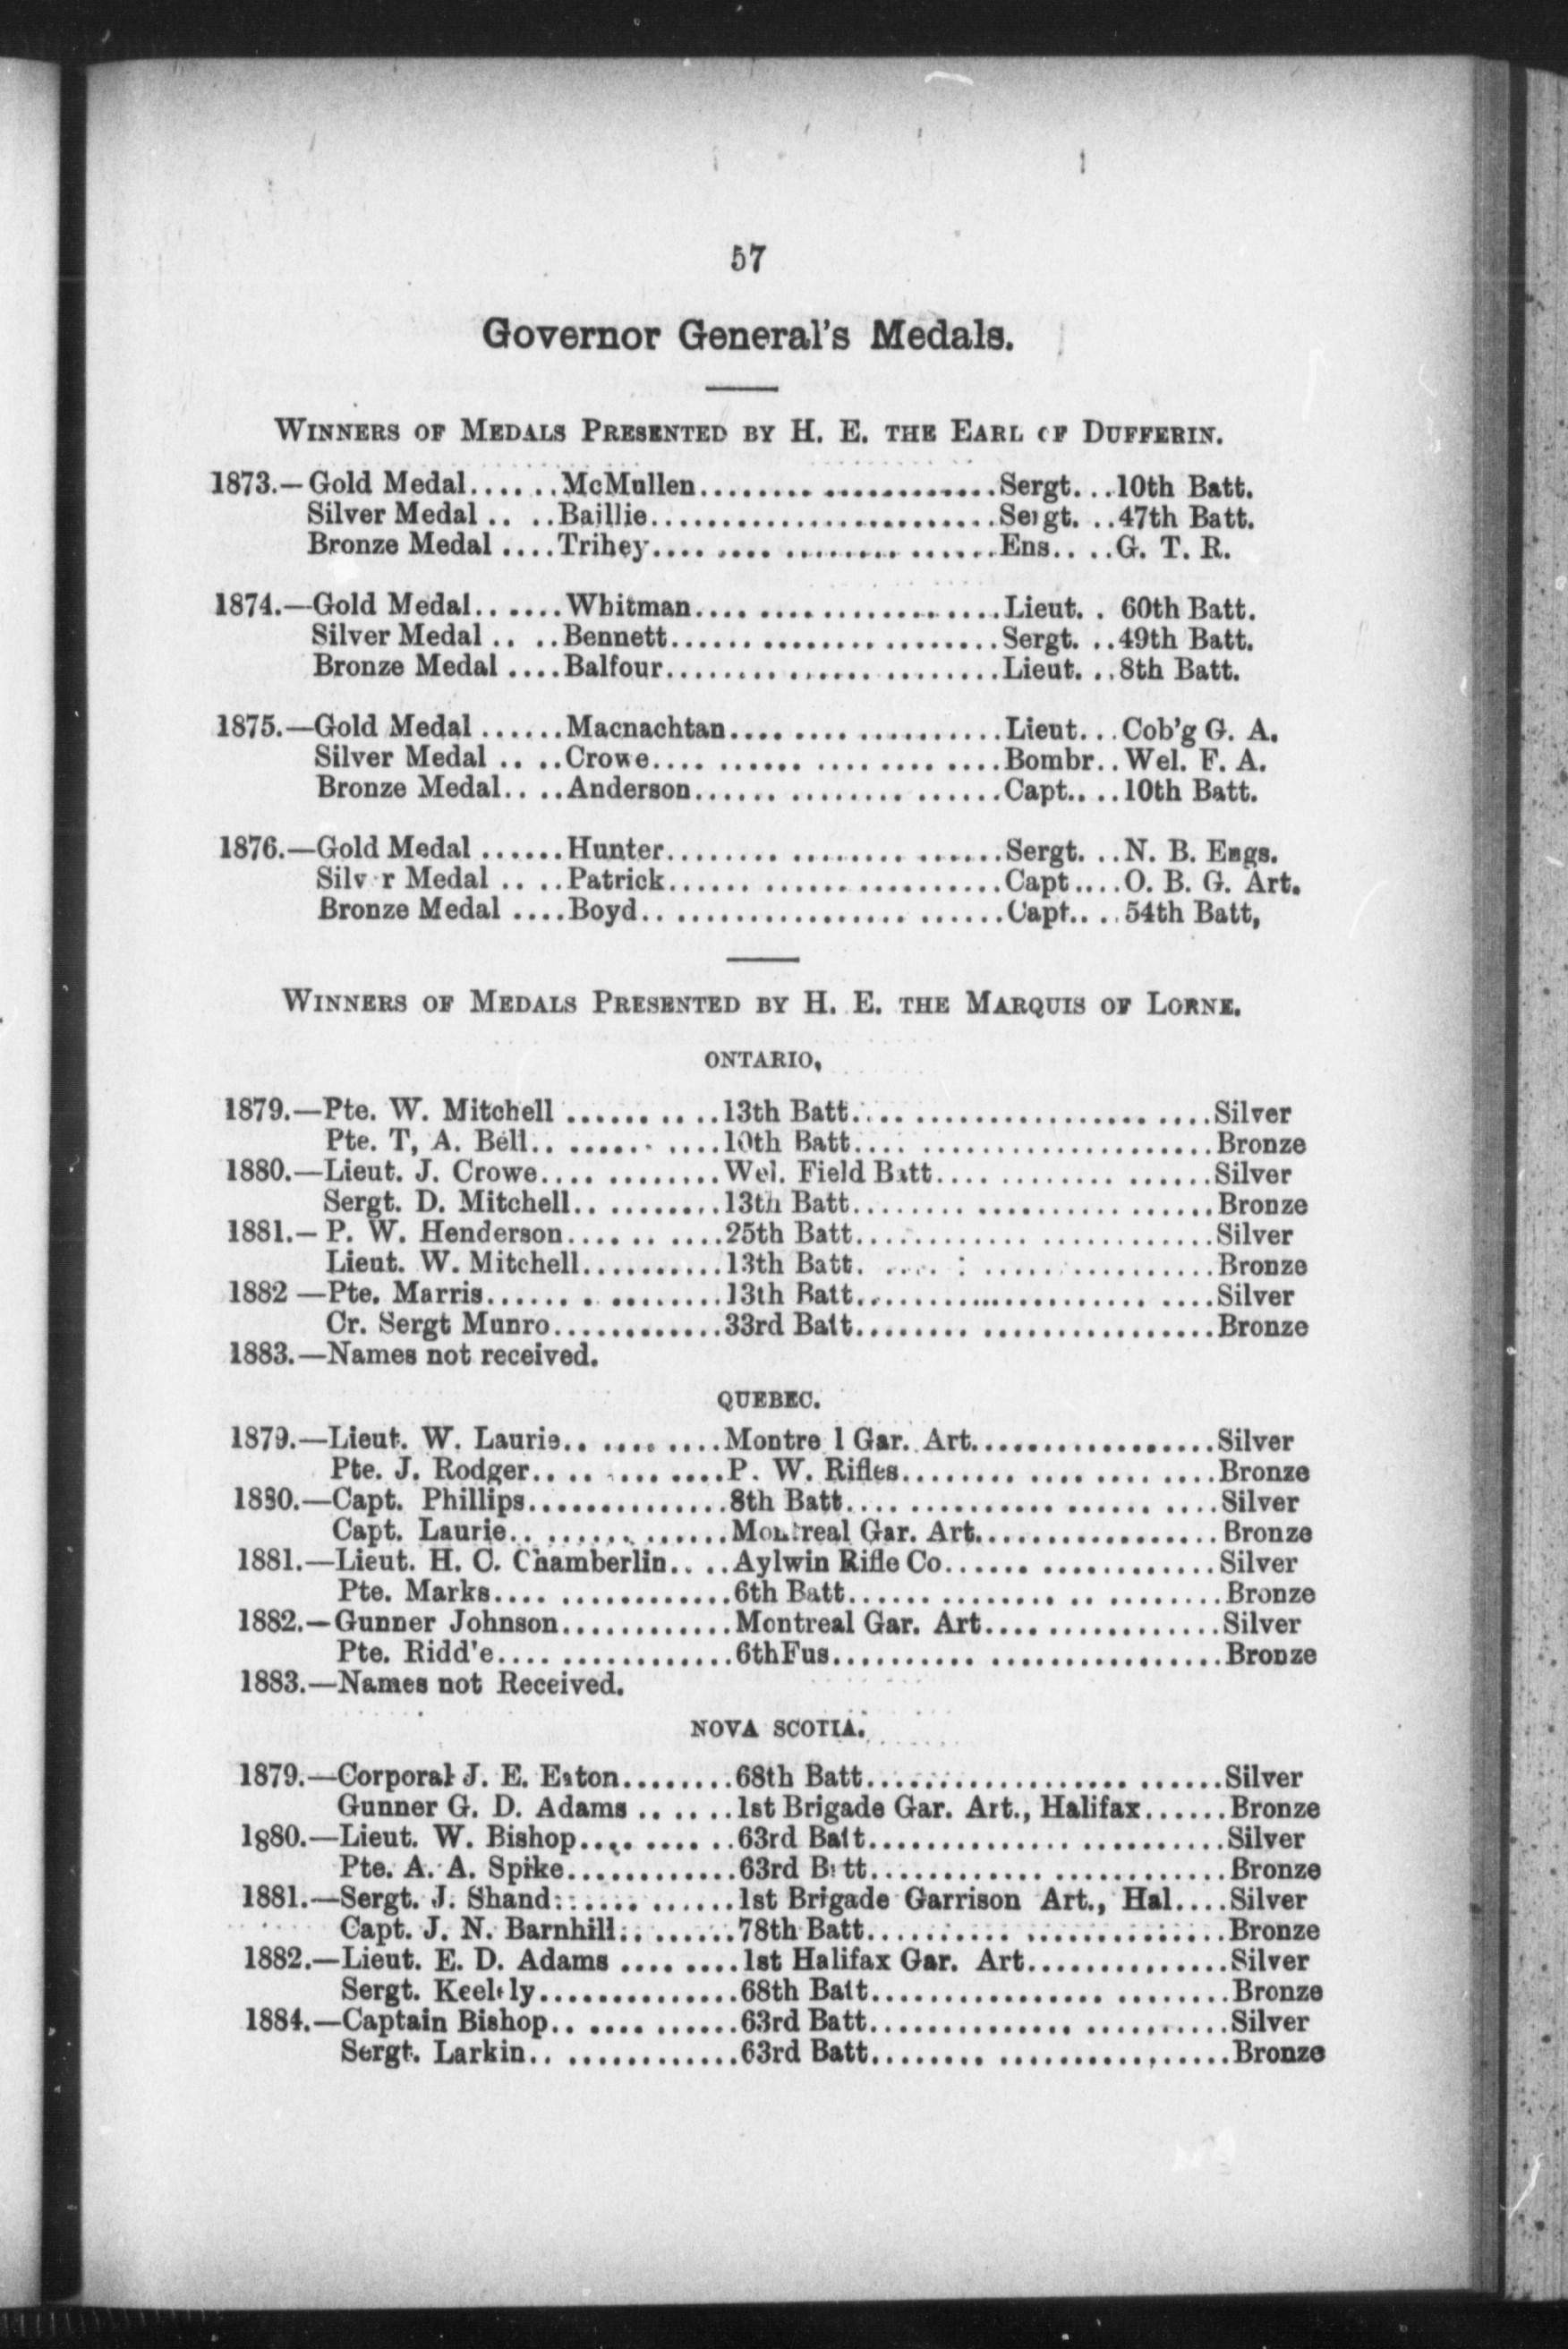 57
Governor General's Medals.
WINNERS OF MEDALS PRESENTED BY H. E. THE EARL OF DUFFERIN.
1873.—Gold Medal......McMullen.....................Sergt...10th Batt.
Silver Medal .. ..Baillie.........................Sergt. ..47th Batt.
Bronze Medal ....Trihey.... .... ........ ......Ens.. ..G. T. R.
1874.—Gold Medal.. ....Whitman.... .................Lieut. . 60th Batt.
Silver Medal .. ..Bennett...... ........ ........Sergt. ..49th Batt.
Bronze Medal ....Balfour........ ...... ........Lieut. ..8th Batt.
1875.—Gold Medal ......Macnachtan.... .... ..........Lieut...Cob'g G. A.
Silver Medal .. ..Crowe.... ...... .... .... ....Bombr..Wel. F. A.
Bronze Medal.. ..Anderson...... ........ ......Capt.. ..10th Batt.
1876.—Gold Medal ......Hunter........ ........ ......Sergt. ..N. B. Engs.
Silv r Medal .. ..Patrick...... ...... ..........Capt....O. B. G. Art.
Bronze Medal ....Boyd.. ................ ......Capt.. ..54th Batt,
WINNERS OF MEDALS PRESENTED BY H. E. THE MARQUIS OF LORNE.
ONTARIO,
1879.—Pte. W. Mitchell ...... .. ..13th Batt.... ................ ....Silver
Pte. T, A. Bell.. ...... ....10th Batt.... ......................Bronze
1880.—Lieut. J. Crowe.... ........Wel. Field Batt.... .......... ......Silver
Sergt. D. Mitchell.. ........13th Batt........ .......... ......Bronze
1881.—P. W. Henderson.... .. ....25th Batt............ ............Silver
Lieut. W. Mitchell..........13th Batt. .... : ................Bronze
1882 —Pte. Marris...... . ........13th Batt.................... ....Silver
Cr. Sergt Munro............33rd Batt........ ................Bronze
1883.—Names not received.
QUEBEC.
1879.—Lieut. W. Laurie.. .... ....Montre l Gar. Art.................Silver
Pte. J. Rodger.. .. .... ....P. W. Rifles........ .... .... ....Bronze
1880.—Capt. Phillips..............8th Batt.... .......... ...... ....Silver
Capt. Laurie.. ...... ......Montreal Gar. Art.................Bronze
1881.—Lieut. H. C. Chamberlin.. ..Aylwin Rifle Co...... ............Silver
Pte. Marks.... ............6th Batt...... ........ .. ........Bronze
1882.—Gunner Johnson............Montreal Gar. Art.... ............Silver
Pte. Ridd'e.... ............6thFus.......... ................Bronze
1883.—Names not Received.
NOVA SCOTIA.
1879.—Corporal J. E. Eaton........68th Batt.................. ......Silver
Gunner G. D. Adams .. .. ..1st Brigade Gar. Art., Halifax......Bronze
1880.—Lieut. W. Bishop.... .... ..63rd Batt.............. ..........Silver
Pte. A. A. Spike............63rd B tt............ ............Bronze
1881.—Sergt. J. Shand...... ......1st Brigade Garrison Art., Hal....Silver
Capt. J. N. Barnhill.. ......78th Batt.......... ..............Bronze
1882.—Lieut. E. D. Adams .... ....1st Halifax Gar. Art..............Silver
Sergt. .............68th Batt................ ........Bronze
1884.—Captain Bishop.. .... ......63rd Batt.............. ..........Silver
Sergt. Larkin.. ............63rd Batt........ ................Bronze